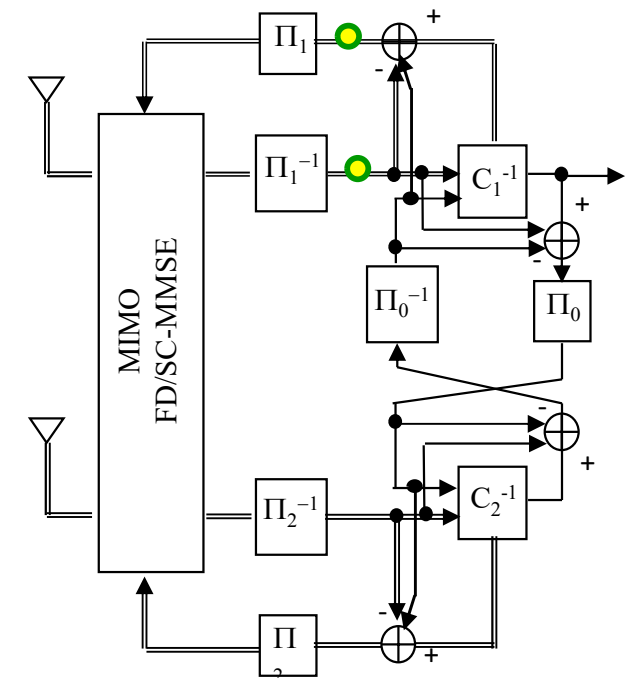 Π₁
+
-
Π₁⁻¹
C₁⁻¹
+
-
Π₀⁻¹
Π₀
MIMO
FD/SC-MMSE
-
+
Π₂⁻¹
C₂⁻¹
-
Π
+